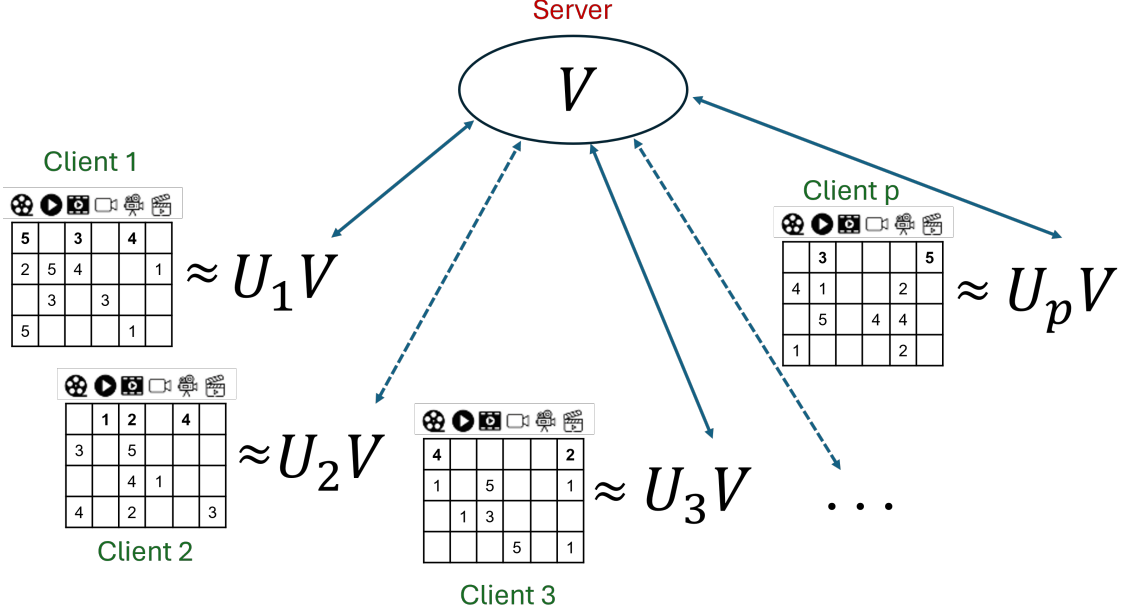 Server
V
Client 1
5 3 4
2 5 4 1
3 3
5 1
≈ U₁V
Client p
3 5
4 1 2
5 4 4
1 2
≈ UₚV
1 2 4
3 5
4 1
4 2 3
≈ U₂V
Client 2
4 2
1 5 1
1 3
5 1
≈ U₃V
Client 3
. . .